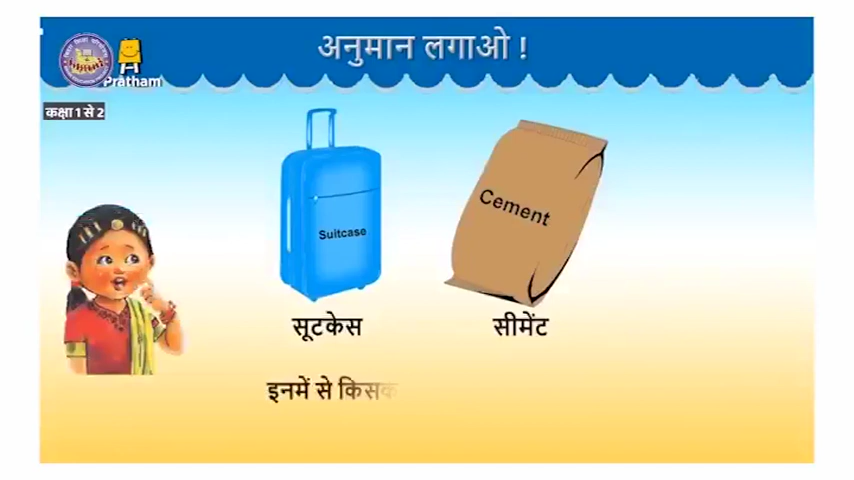 अनुमान लगाओ !
Pratham
कक्षा 1 से 2
Suitcase
Cement
सूटकेस
सीमेंट
इनमें से